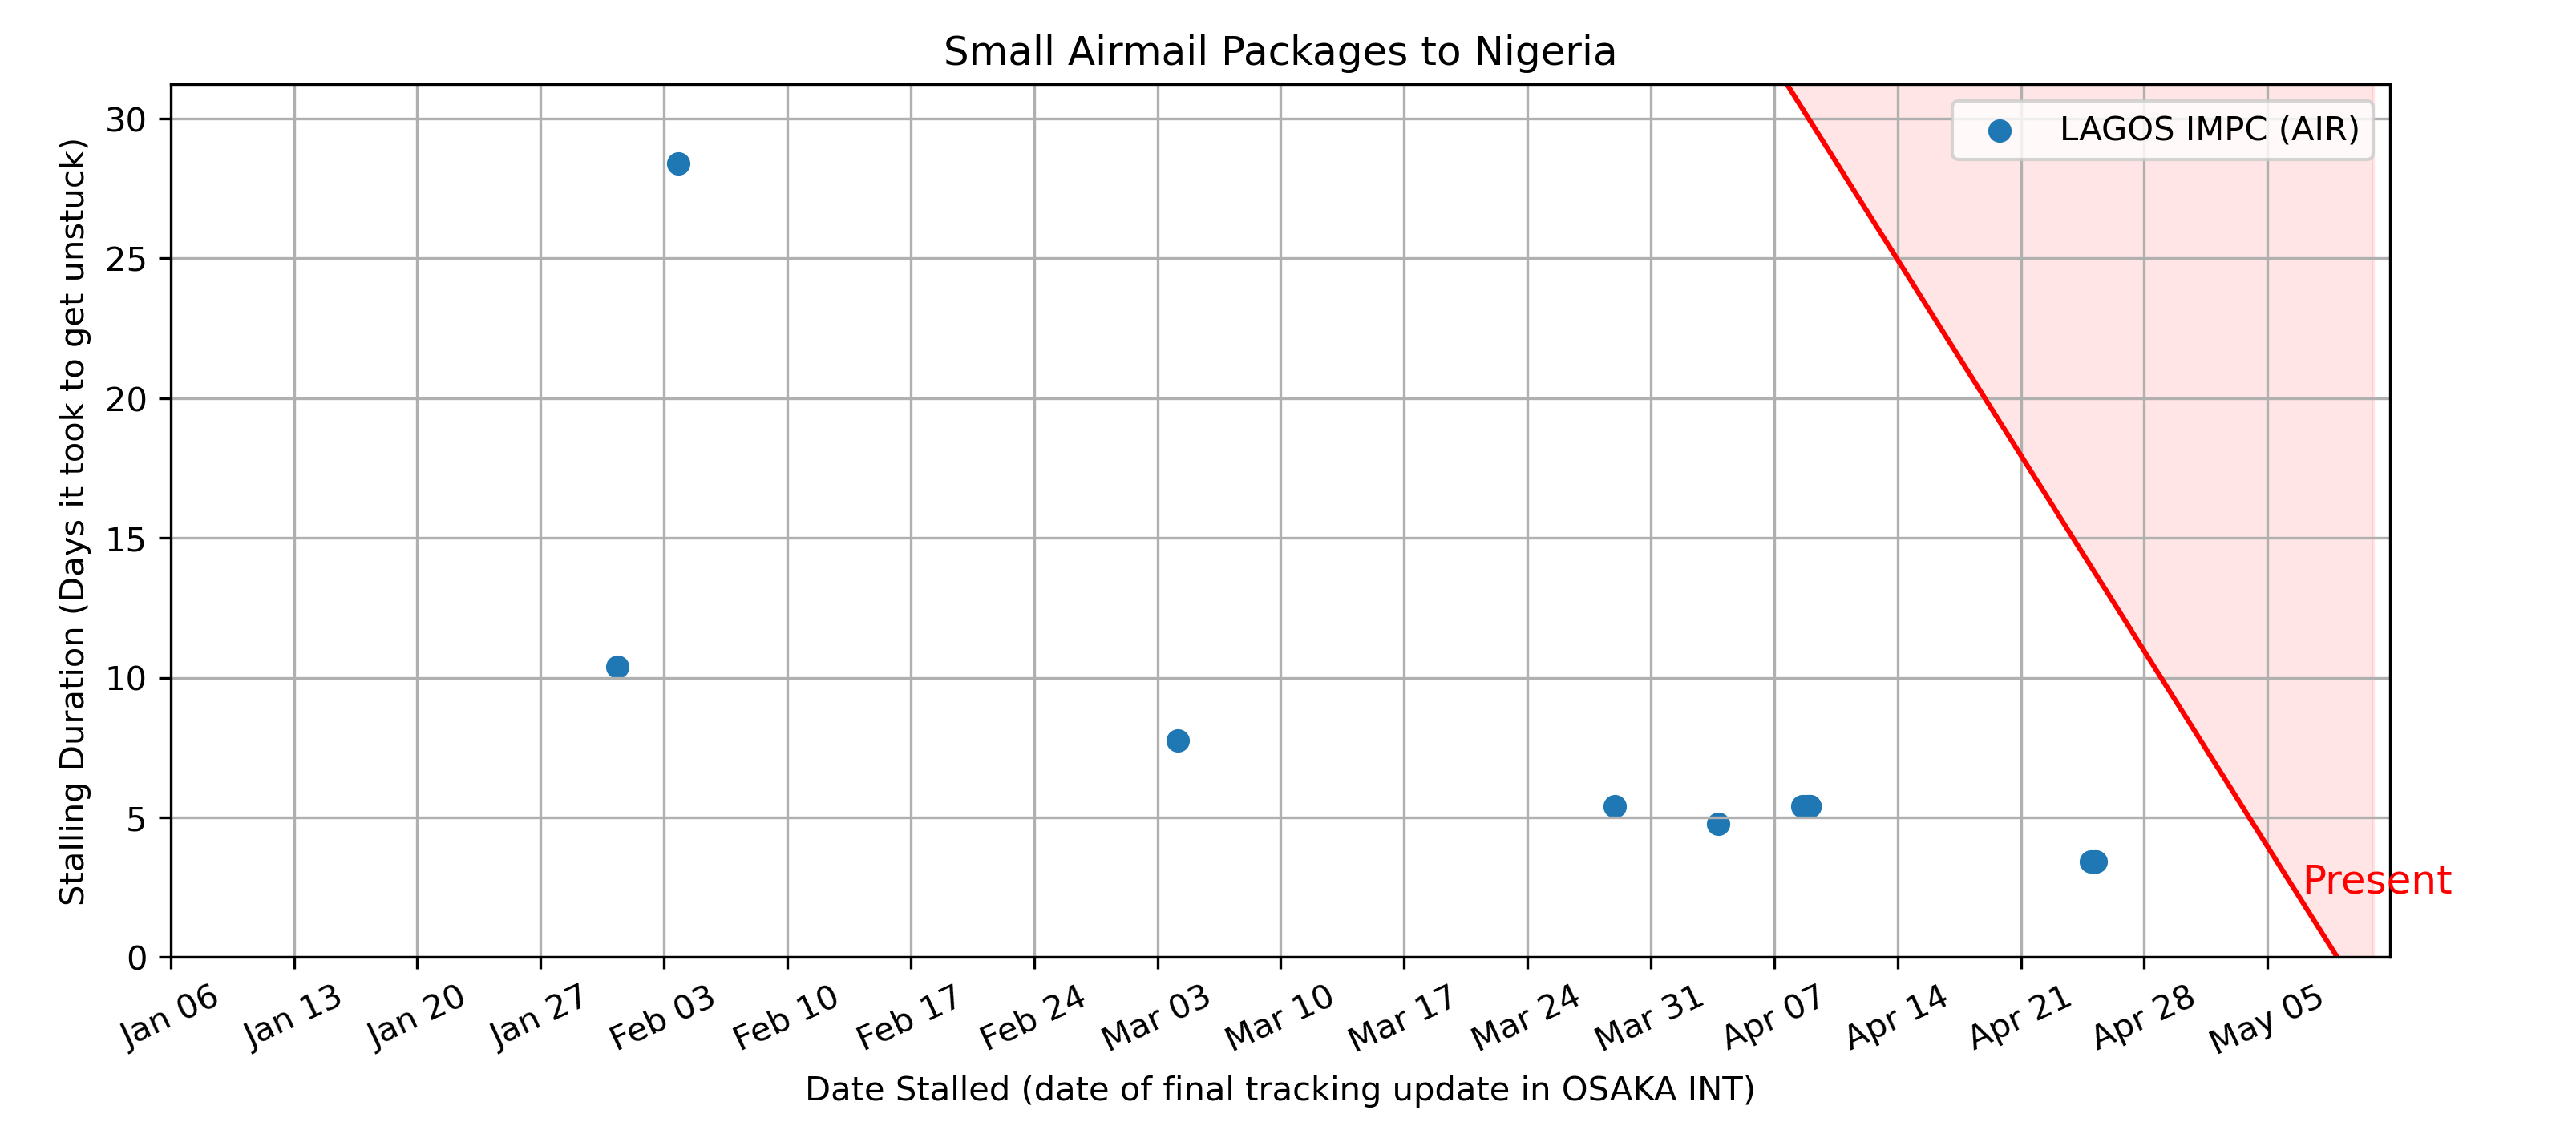 Small Airmail Packages to Nigeria
LAGOS IMPC (AIR)
Stalling Duration (Days it took to get unstuck)
30
25
20
15
10
5
0
Present
Jan 06
Jan 13
Jan 20
Jan 27
Feb 03
Feb 10
Feb 17
Feb 24
Mar 03
Mar 10
Mar 17
Mar 24
Mar 31
Apr 07
Apr 14
Apr 21
Apr 28
May 05
Date Stalled (date of final tracking update in OSAKA INT)